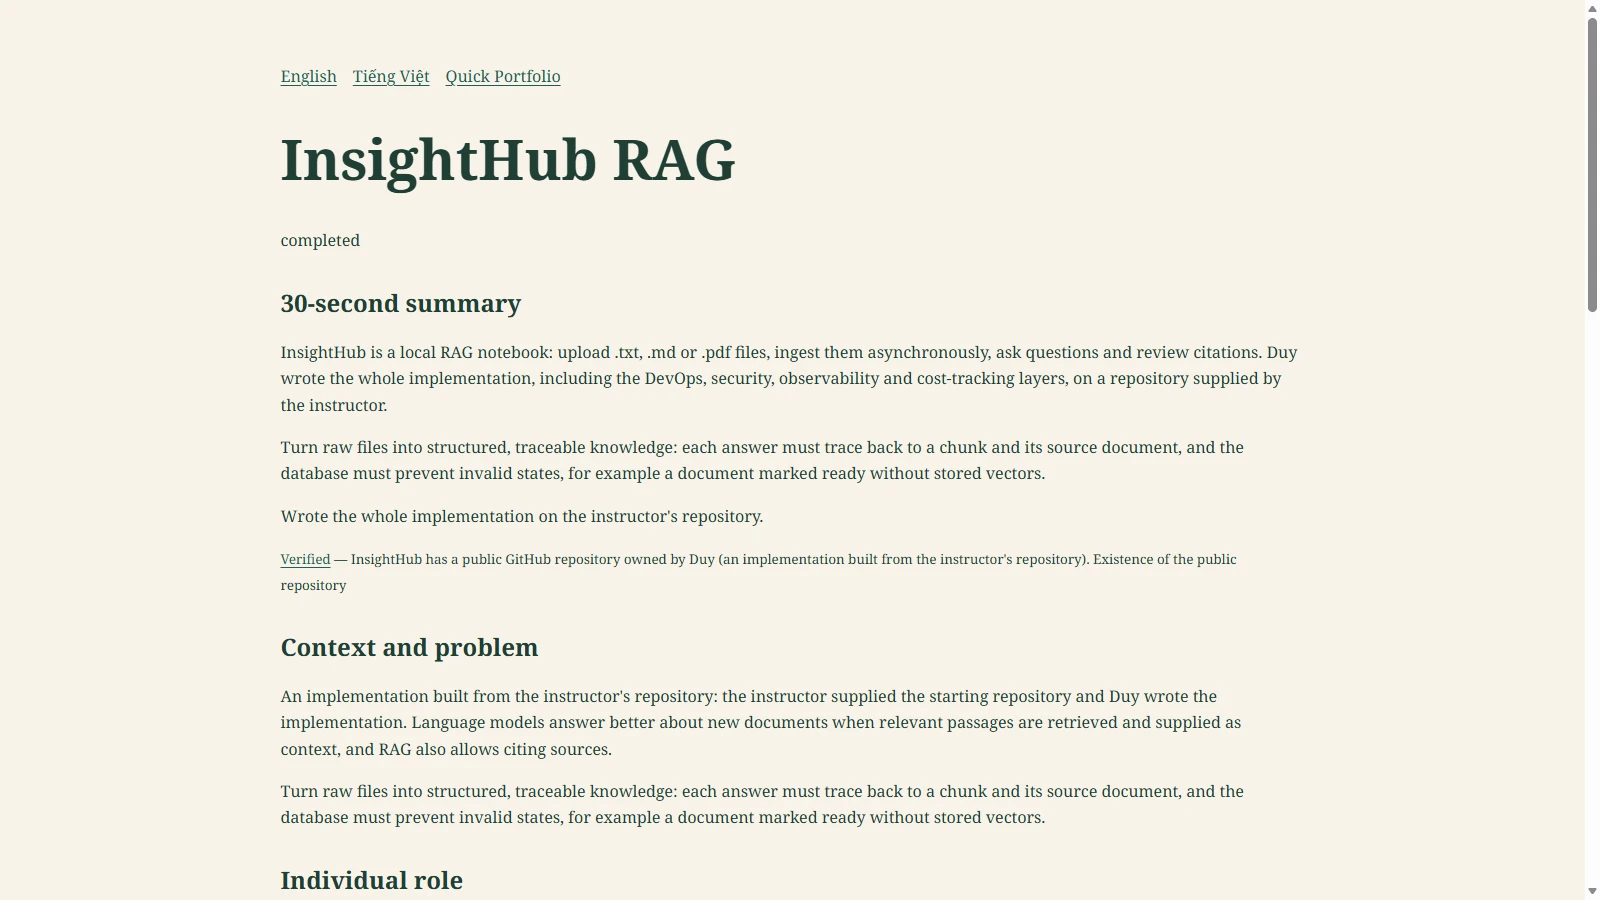 English Tiếng Việt Quick Portfolio
InsightHub RAG
completed
30-second summary
InsightHub is a local RAG notebook: upload .txt, .md or .pdf files, ingest them asynchronously, ask questions and review citations. Duy
wrote the whole implementation, including the DevOps, security, observability and cost-tracking layers, on a repository supplied by
the instructor.
Turn raw files into structured, traceable knowledge: each answer must trace back to a chunk and its source document, and the
database must prevent invalid states, for example a document marked ready without stored vectors.
Wrote the whole implementation on the instructor's repository.
Verified — InsightHub has a public GitHub repository owned by Duy (an implementation built from the instructor's repository). Existence of the public
repository
Context and problem
An implementation built from the instructor's repository: the instructor supplied the starting repository and Duy wrote the
implementation. Language models answer better about new documents when relevant passages are retrieved and supplied as
context, and RAG also allows citing sources.
Turn raw files into structured, traceable knowledge: each answer must trace back to a chunk and its source document, and the
database must prevent invalid states, for example a document marked ready without stored vectors.
Individual role